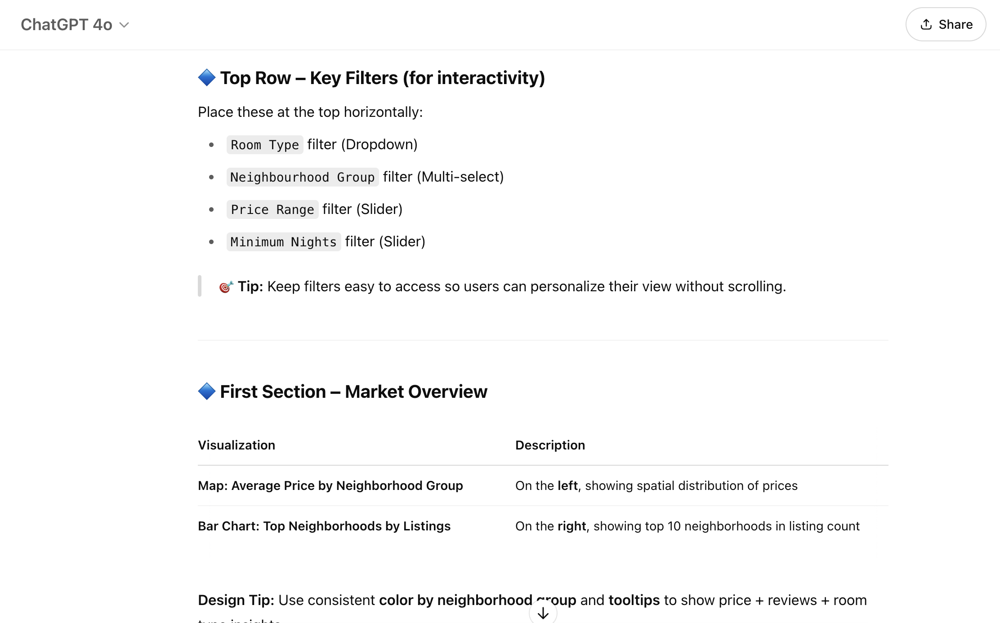 ChatGPT 4o
Share
Top Row – Key Filters (for interactivity)
Place these at the top horizontally:
Room Type filter (Dropdown)
Neighbourhood Group filter (Multi-select)
Price Range filter (Slider)
Minimum Nights filter (Slider)
Tip: Keep filters easy to access so users can personalize their view without scrolling.
First Section – Market Overview
Visualization Description
Map: Average Price by Neighborhood Group On the left, showing spatial distribution of prices
Bar Chart: Top Neighborhoods by Listings On the right, showing top 10 neighborhoods in listing count
Design Tip: Use consistent color by neighborhood group and tooltips to show price + reviews + room
type insights.